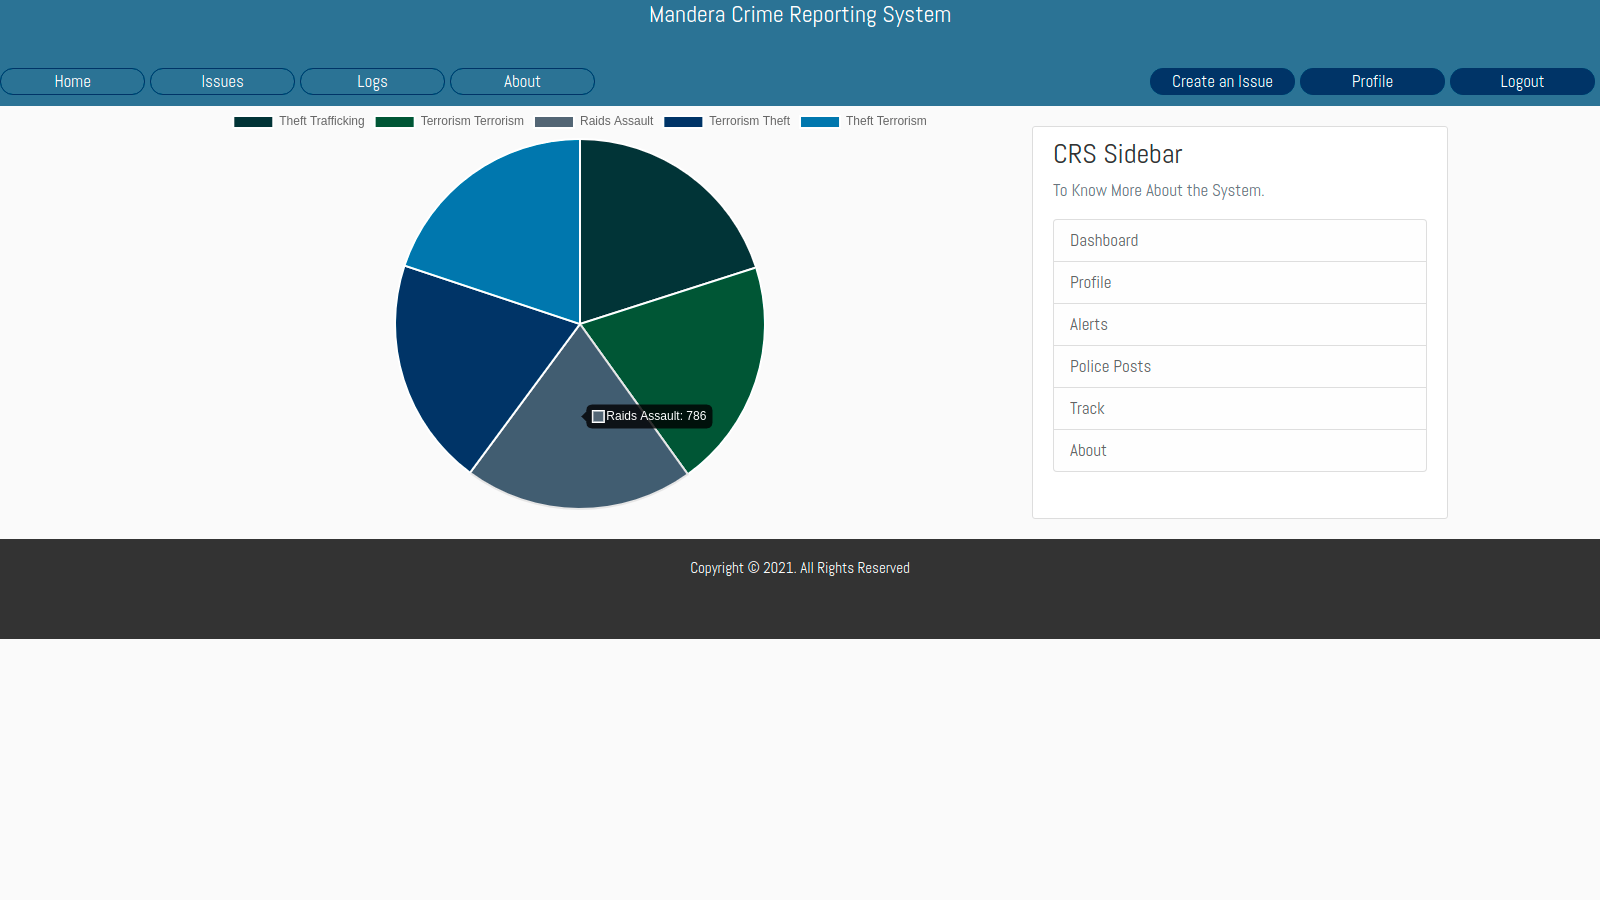 Mandera Crime Reporting System
Home Issues Logs About Create an Issue Profile Logout
Theft Trafficking Terrorism Terrorism Raids Assault Terrorism Theft Theft Terrorism
Raids Assault: 786
CRS Sidebar
To Know More About the System.
Dashboard
Profile
Alerts
Police Posts
Track
About
Copyright © 2021. All Rights Reserved